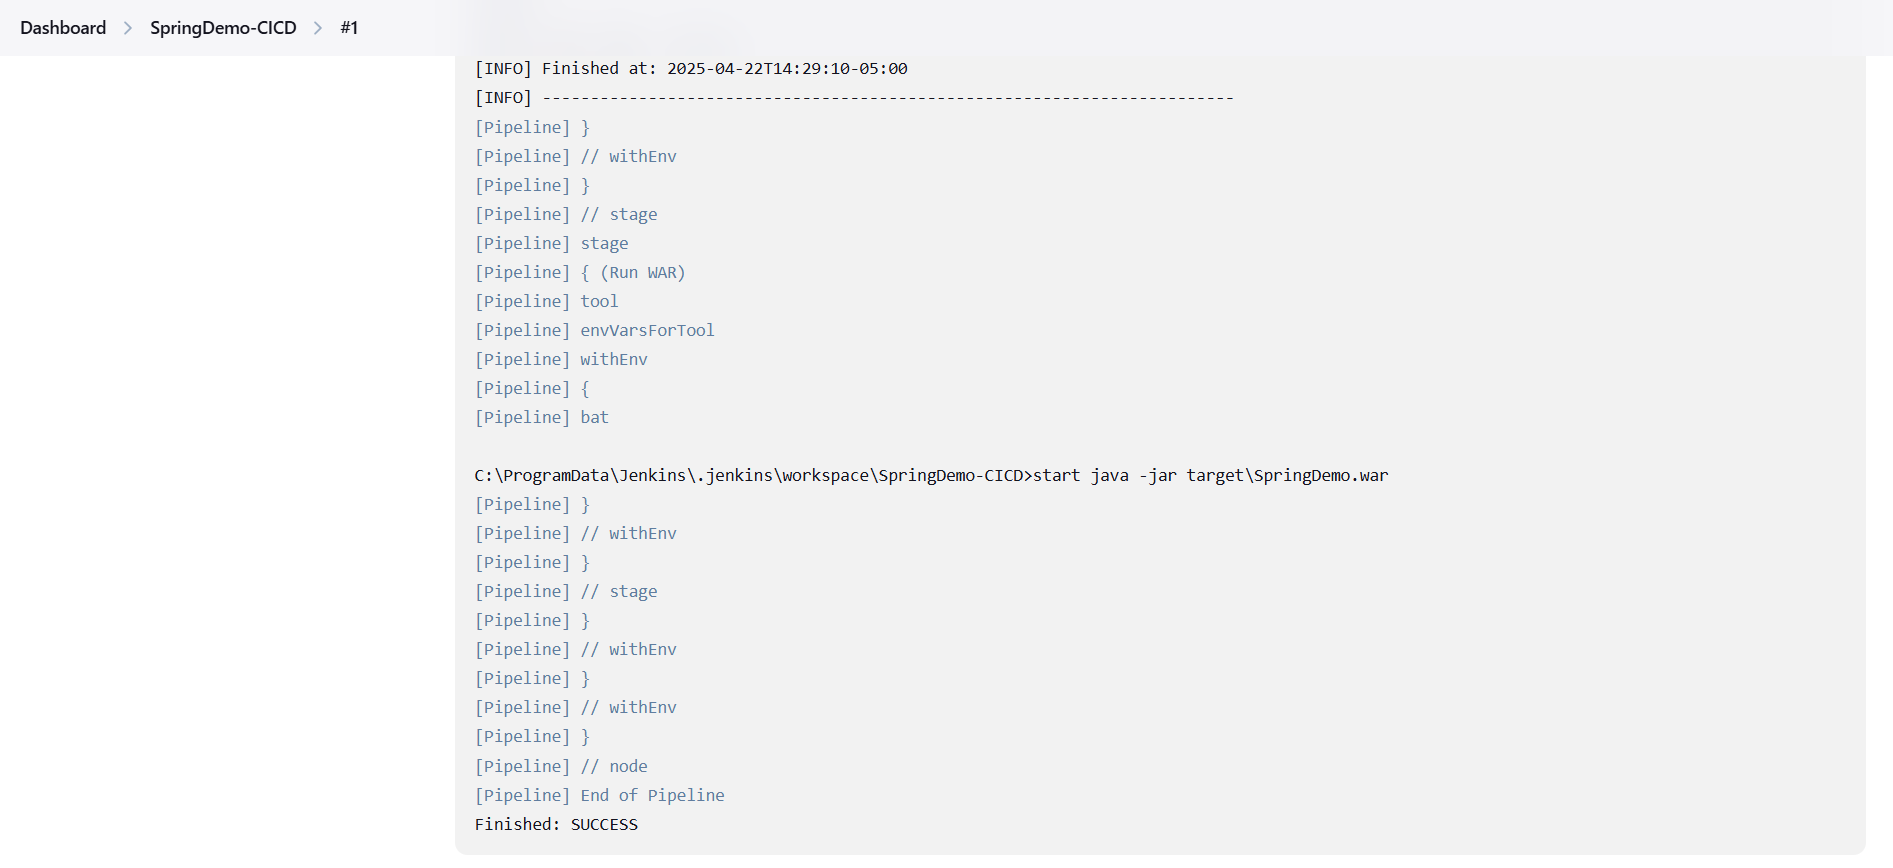 Dashboard > SpringDemo-CICD > #1
[INFO] Finished at: 2025-04-22T14:29:10-05:00
[INFO] ------------------------------------------------------------------------
[Pipeline] }
[Pipeline] // withEnv
[Pipeline] }
[Pipeline] // stage
[Pipeline] stage
[Pipeline] { (Run WAR)
[Pipeline] tool
[Pipeline] envVarsForTool
[Pipeline] withEnv
[Pipeline] {
[Pipeline] bat
C:\ProgramData\Jenkins\.jenkins\workspace\SpringDemo-CICD>start java -jar target\SpringDemo.war
[Pipeline] }
[Pipeline] // withEnv
[Pipeline] }
[Pipeline] // stage
[Pipeline] }
[Pipeline] // withEnv
[Pipeline] }
[Pipeline] // withEnv
[Pipeline] }
[Pipeline] // node
[Pipeline] End of Pipeline
Finished: SUCCESS